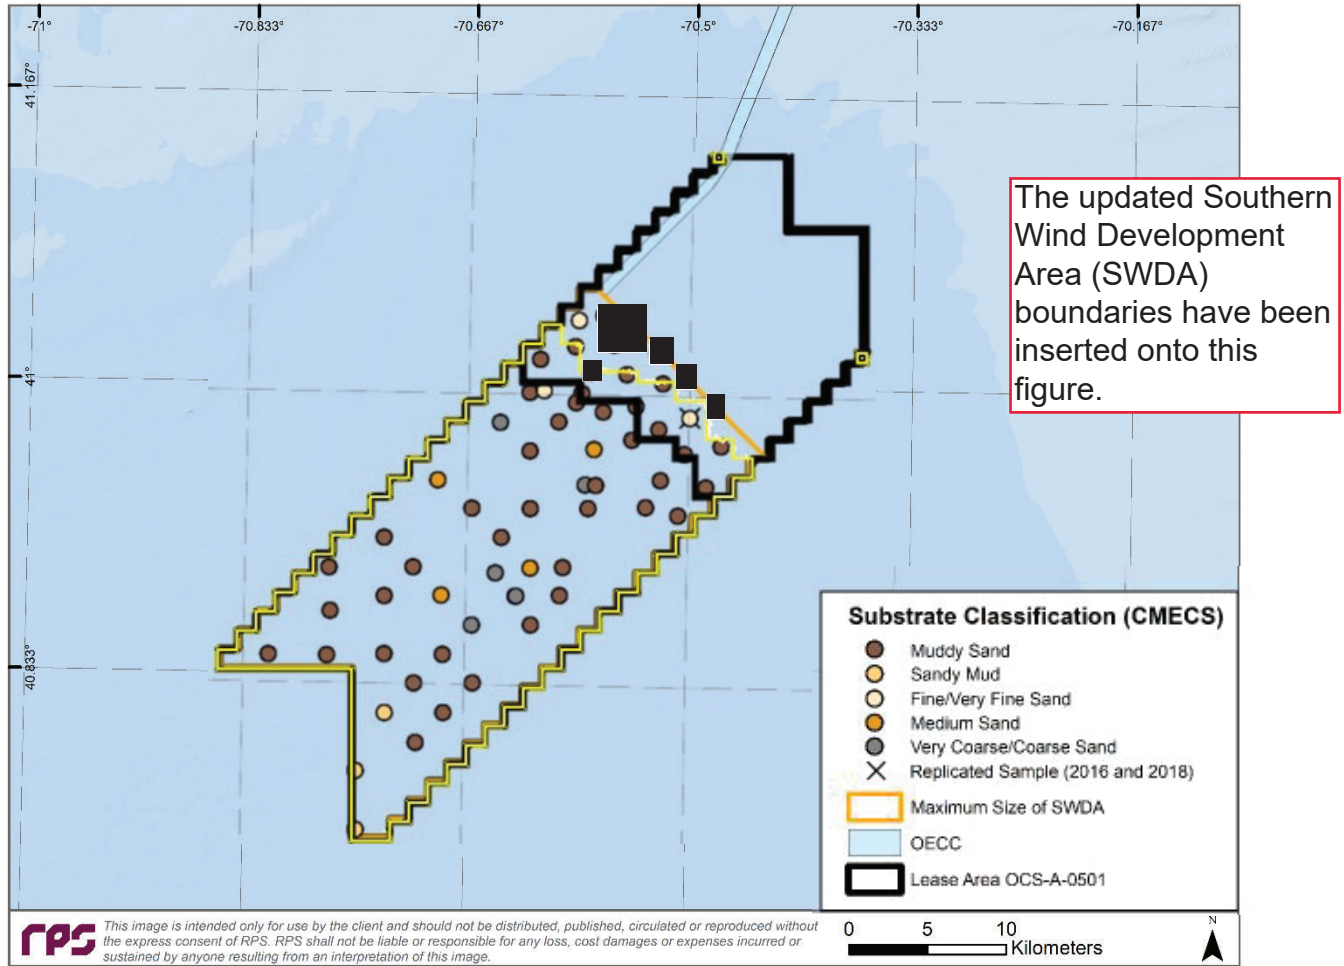 -71°
-70.833°
-70.667°
-70.5°
-70.333°
-70.167°
41.167°
41°
40.833°
The updated Southern
Wind Development
Area (SWDA)
boundaries have been
inserted onto this
figure.
Substrate Classification (CMECS)
Muddy Sand
Sandy Mud
Fine/Very Fine Sand
Medium Sand
Very Coarse/Coarse Sand
Replicated Sample (2016 and 2018)
Maximum Size of SWDA
OECC
Lease Area OCS-A-0501
rps
This image is intended only for use by the client and should not be distributed, published, circulated or reproduced without
the express consent of RPS. RPS shall not be liable or responsible for any loss, cost damages or expenses incurred or
sustained by anyone resulting from an interpretation of this image.
0 5 10
Kilometers
N